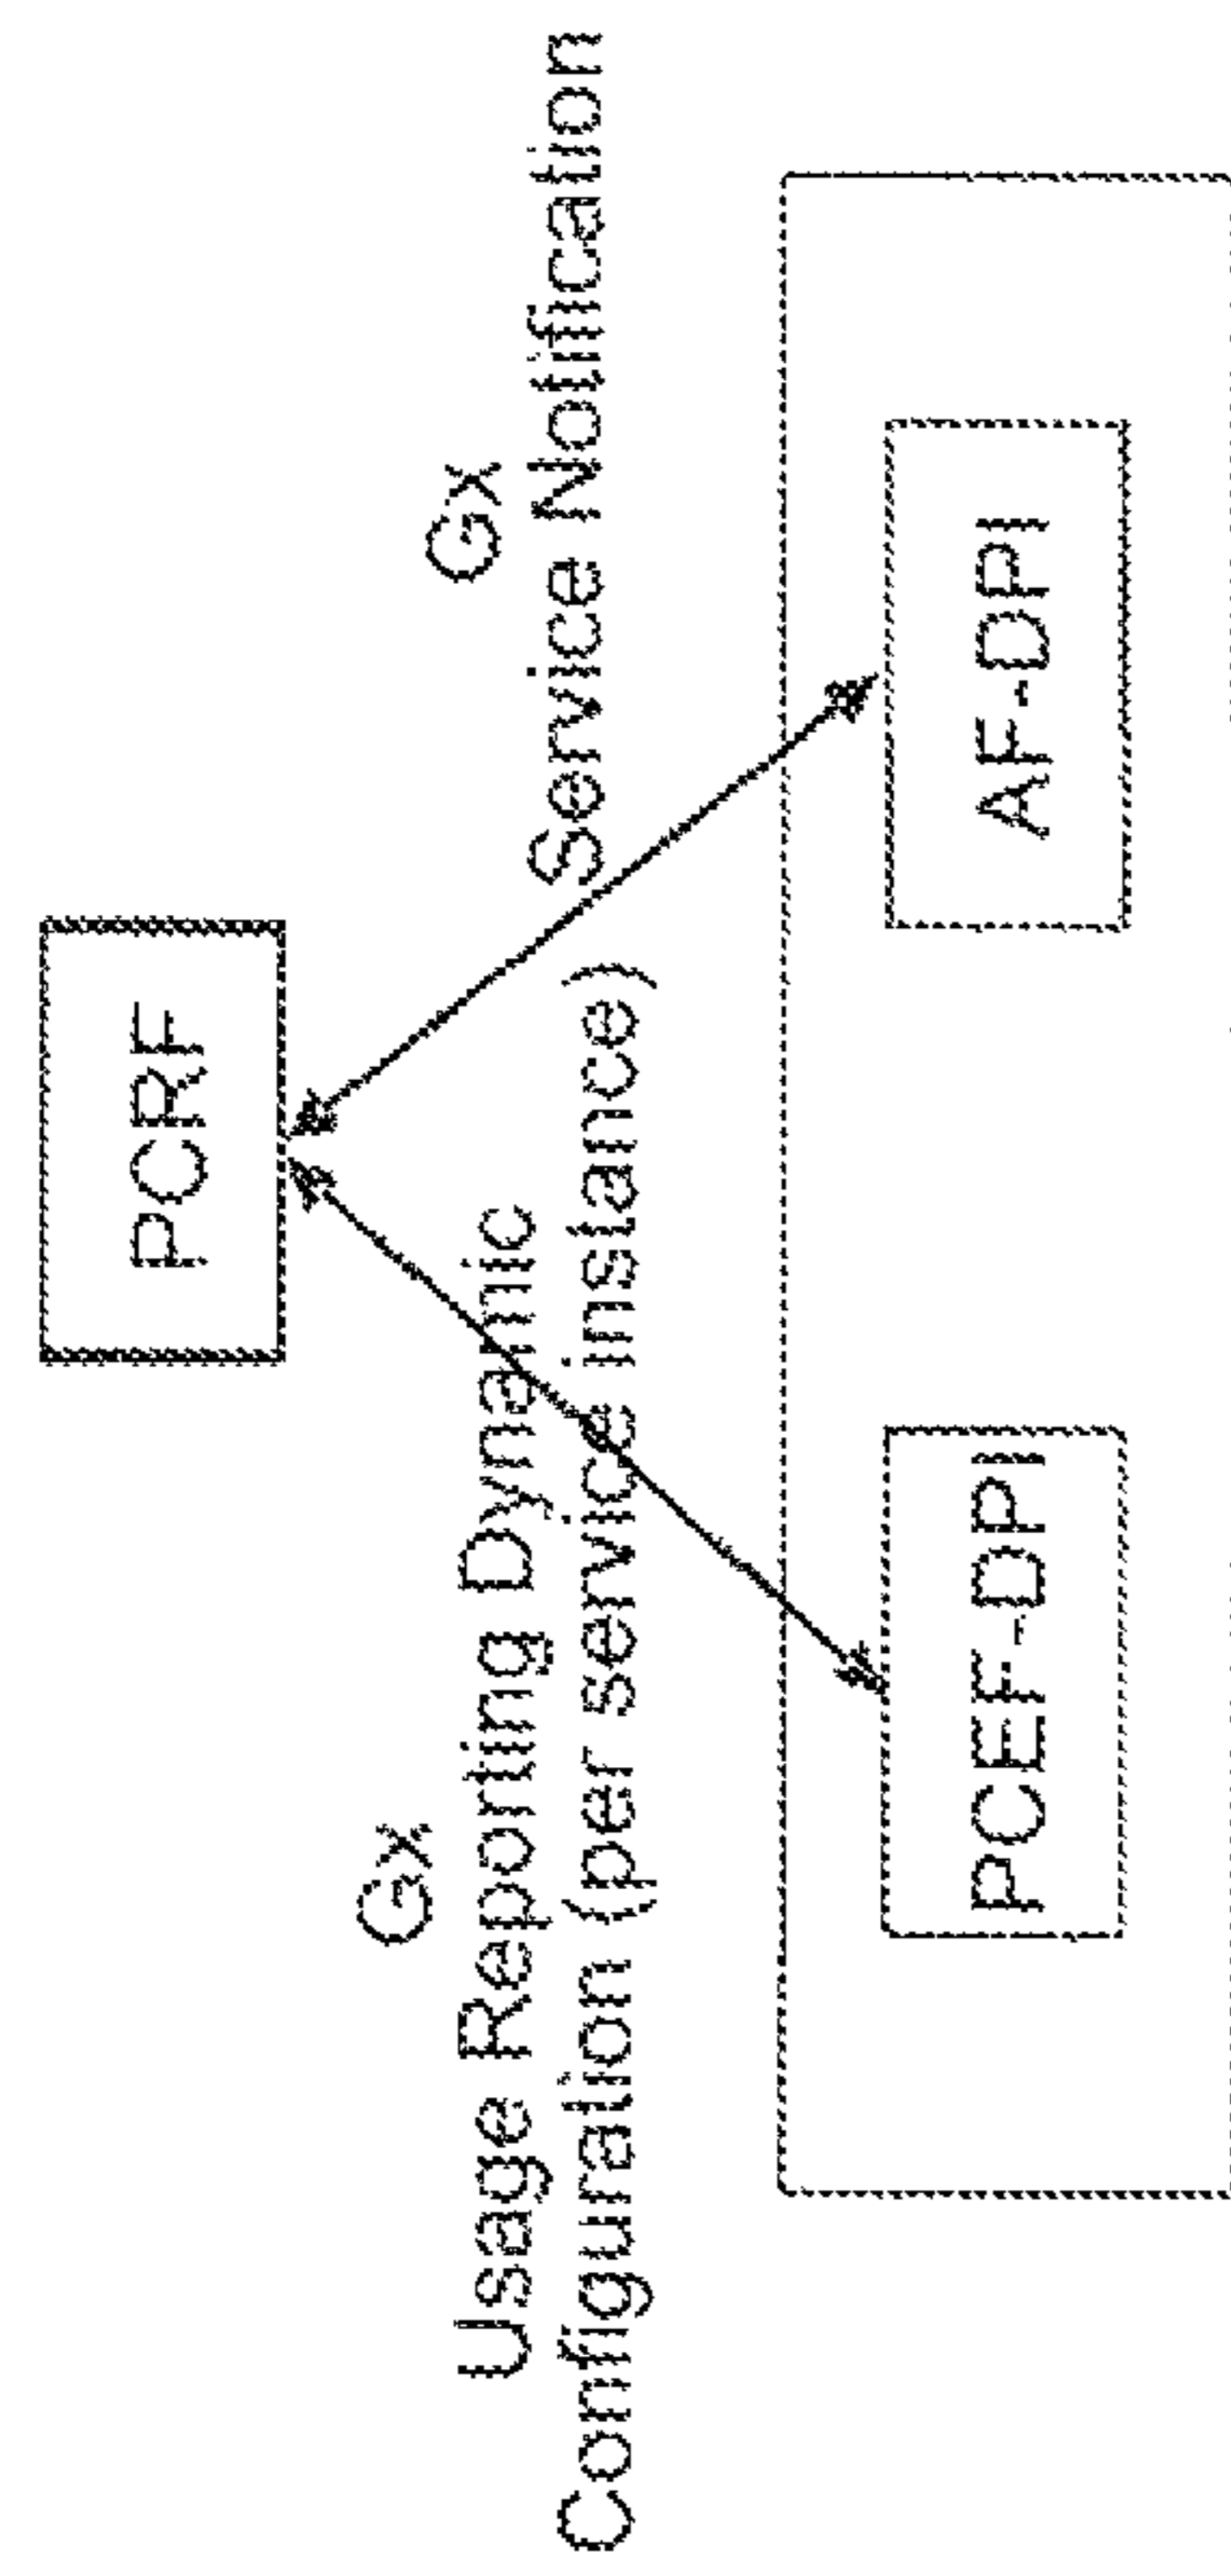 PCRF
Gx
Usage Reporting Dynamic
Configuration (per service instance)
Gx
Service Notification
PCEF-DPI
AF-DPI